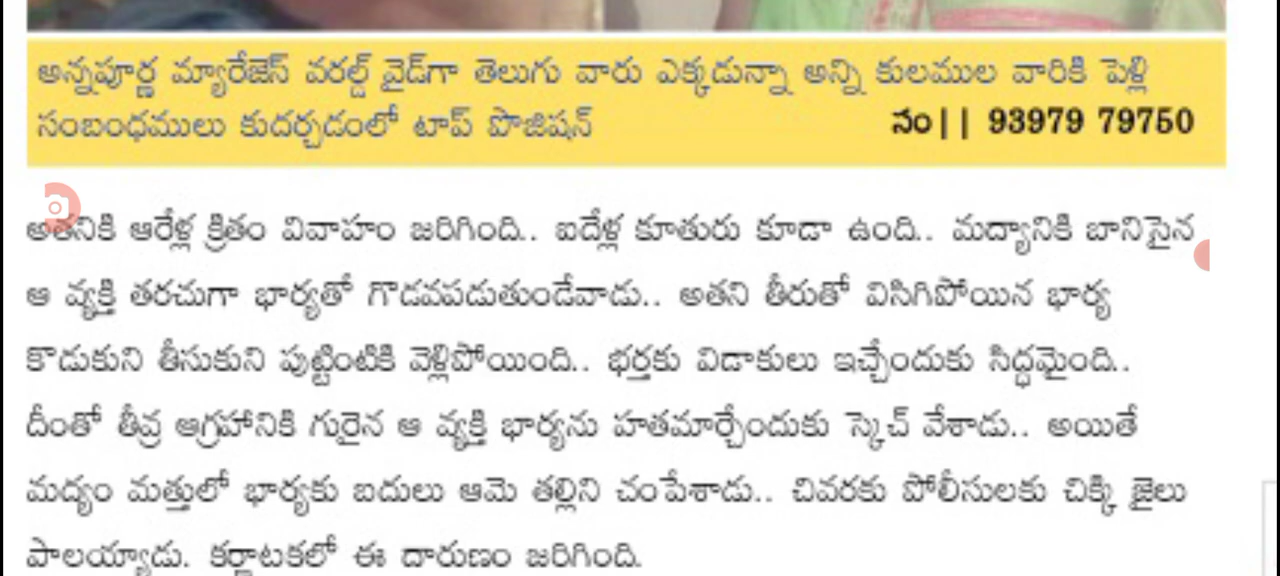 అన్నపూర్ణ మ్యారేజెస్ వరల్డ్ వైడ్‌గా తెలుగు వారు ఎక్కడున్నా అన్ని కులముల వారికి పెళ్లి
సంబంధములు కుదర్చడంలో టాప్ పొజిషన్ నం|| 93979 79750
అతనికి ఆరేళ్ల క్రితం వివాహం జరిగింది.. ఐదేళ్ల కూతురు కూడా ఉంది.. మద్యానికి బానిసైన
ఆ వ్యక్తి తరచుగా భార్యతో గొడవపడుతుండేవాడు.. అతని తీరుతో విసిగిపోయిన భార్య
కొడుకుని తీసుకుని పుట్టింటికి వెళ్లిపోయింది.. భర్తకు విడాకులు ఇచ్చేందుకు సిద్ధమైంది..
దీంతో తీవ్ర ఆగ్రహానికి గురైన ఆ వ్యక్తి భార్యను హతమార్చేందుకు స్కెచ్ వేశాడు.. అయితే
మద్యం మత్తులో భార్యకు బదులు ఆమె తల్లిని చంపేశాడు.. చివరకు పోలీసులకు చిక్కి జైలు
పాలయ్యాడు. కర్ణాటకలో ఈ దారుణం జరిగింది.